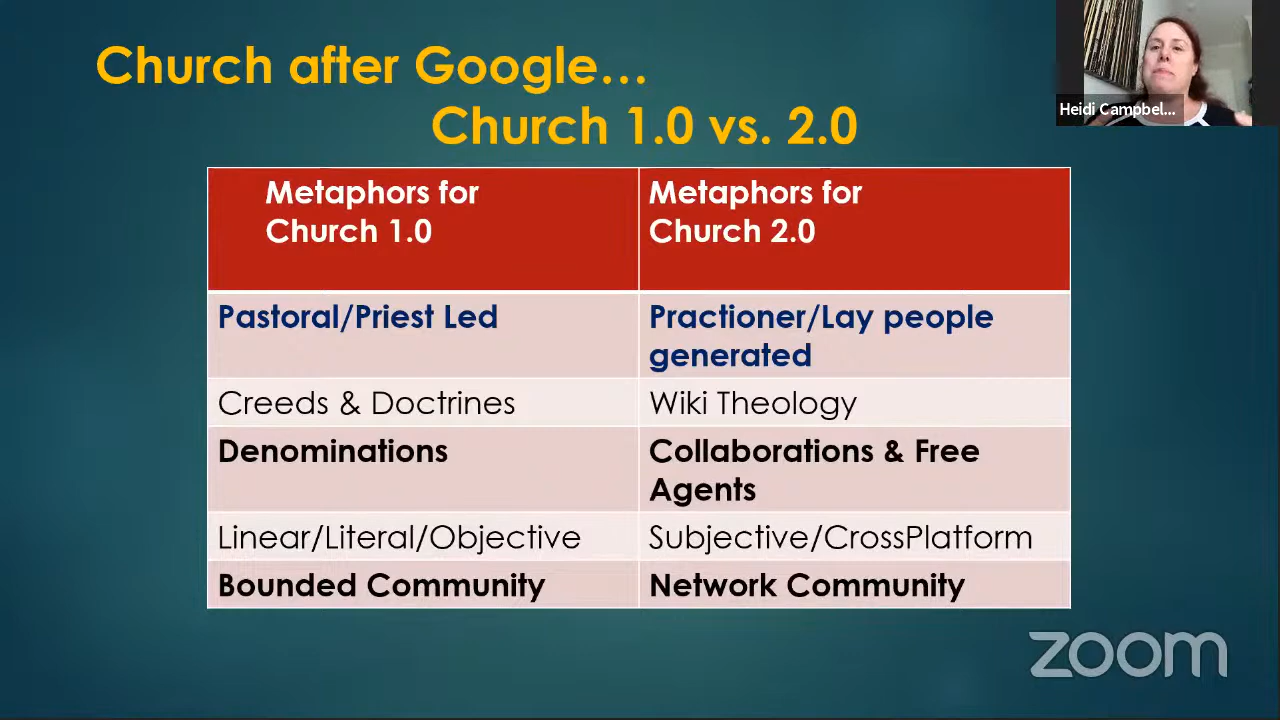 Church after Google...
Church 1.0 vs. 2.0
Heidi Campbel...
Metaphors for
Church 1.0
Metaphors for
Church 2.0
Pastoral/Priest Led
Practioner/Lay people
generated
Creeds & Doctrines
Wiki Theology
Denominations
Collaborations & Free
Agents
Linear/Literal/Objective
Subjective/CrossPlatform
Bounded Community
Network Community
zoom